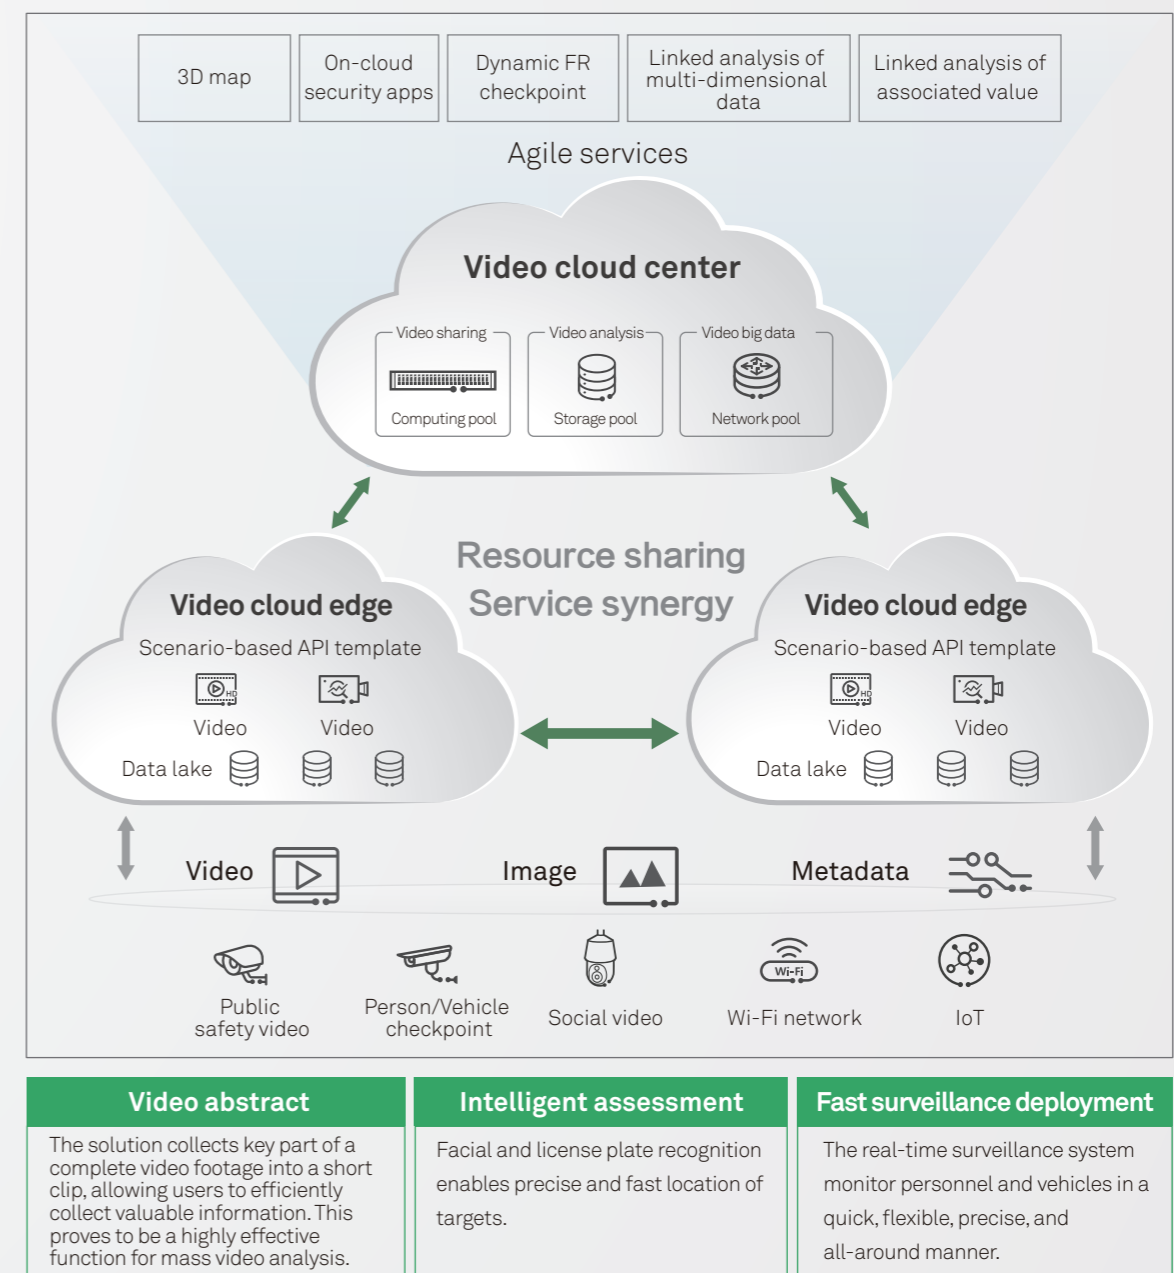 3D map
On-cloud
security apps
Dynamic FR
checkpoint
Linked analysis of
multi-dimensional
data
Linked analysis of
associated value
Agile services
Video cloud center
Video sharing
Computing pool
Video analysis
Storage pool
Video big data
Network pool
Resource sharing
Service synergy
Video cloud edge
Scenario-based API template
HD
Video
Video
Data lake
Video cloud edge
Scenario-based API template
HD
Video
Video
Data lake
Video
Image
Metadata
Public
safety video
Person/Vehicle
checkpoint
Social video
Wi-Fi
Wi-Fi network
IoT
Video abstract
The solution collects key part of a
complete video footage into a short
clip, allowing users to efficiently
collect valuable information. This
proves to be a highly effective
function for mass video analysis.
Intelligent assessment
Facial and license plate recognition
enables precise and fast location of
targets.
Fast surveillance deployment
The real-time surveillance system
monitor personnel and vehicles in a
quick, flexible, precise, and
all-around manner.